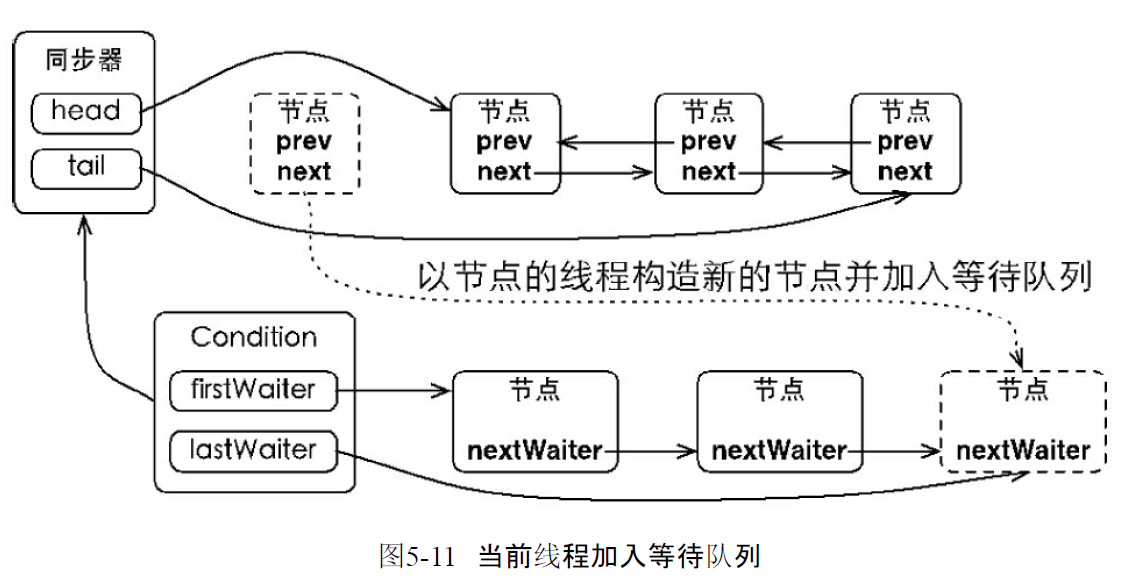 同步器
head
tail
节点
prev
next
节点
prev
next
节点
prev
next
节点
prev
next
以节点的线程构造新的节点并加入等待队列
Condition
firstWaiter
lastWaiter
节点
nextWaiter
节点
nextWaiter
节点
nextWaiter
图5-11 当前线程加入等待队列